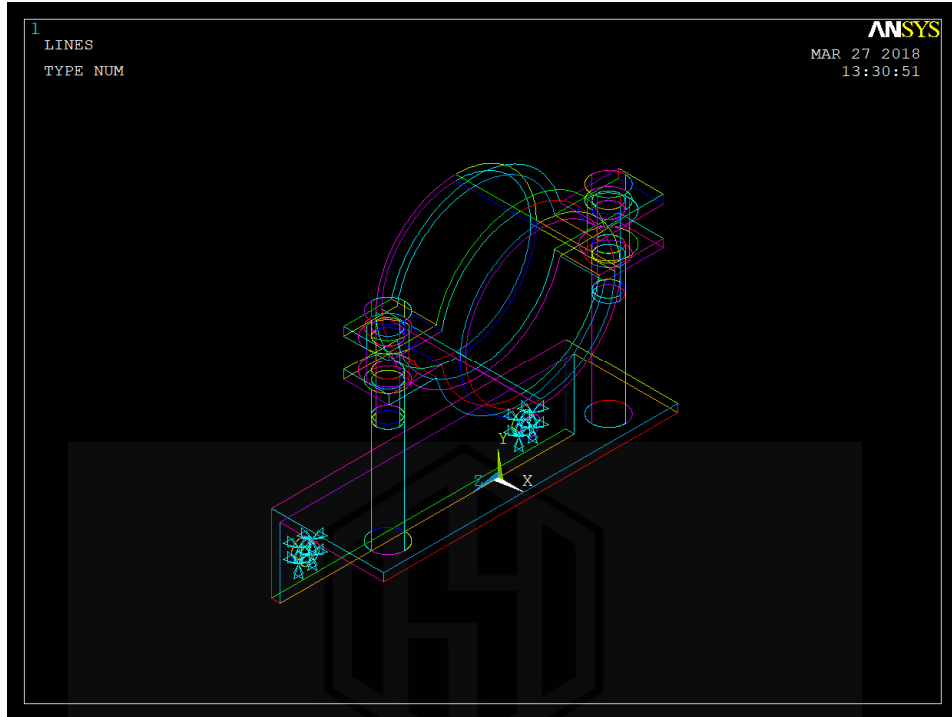 1
LINES
TYPE NUM
ANSYS
MAR 27 2018
13:30:51
Y
Z
X